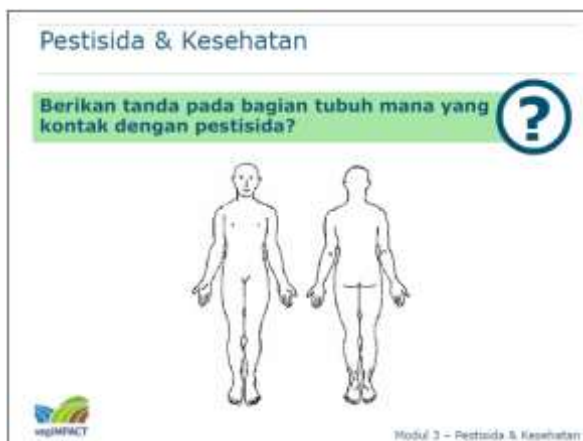 Pestisida & Kesehatan
Berikan tanda pada bagian tubuh mana yang
kontak dengan pestisida?
?
vegIMPACT
Modul 3 – Pestisida & Kesehatan